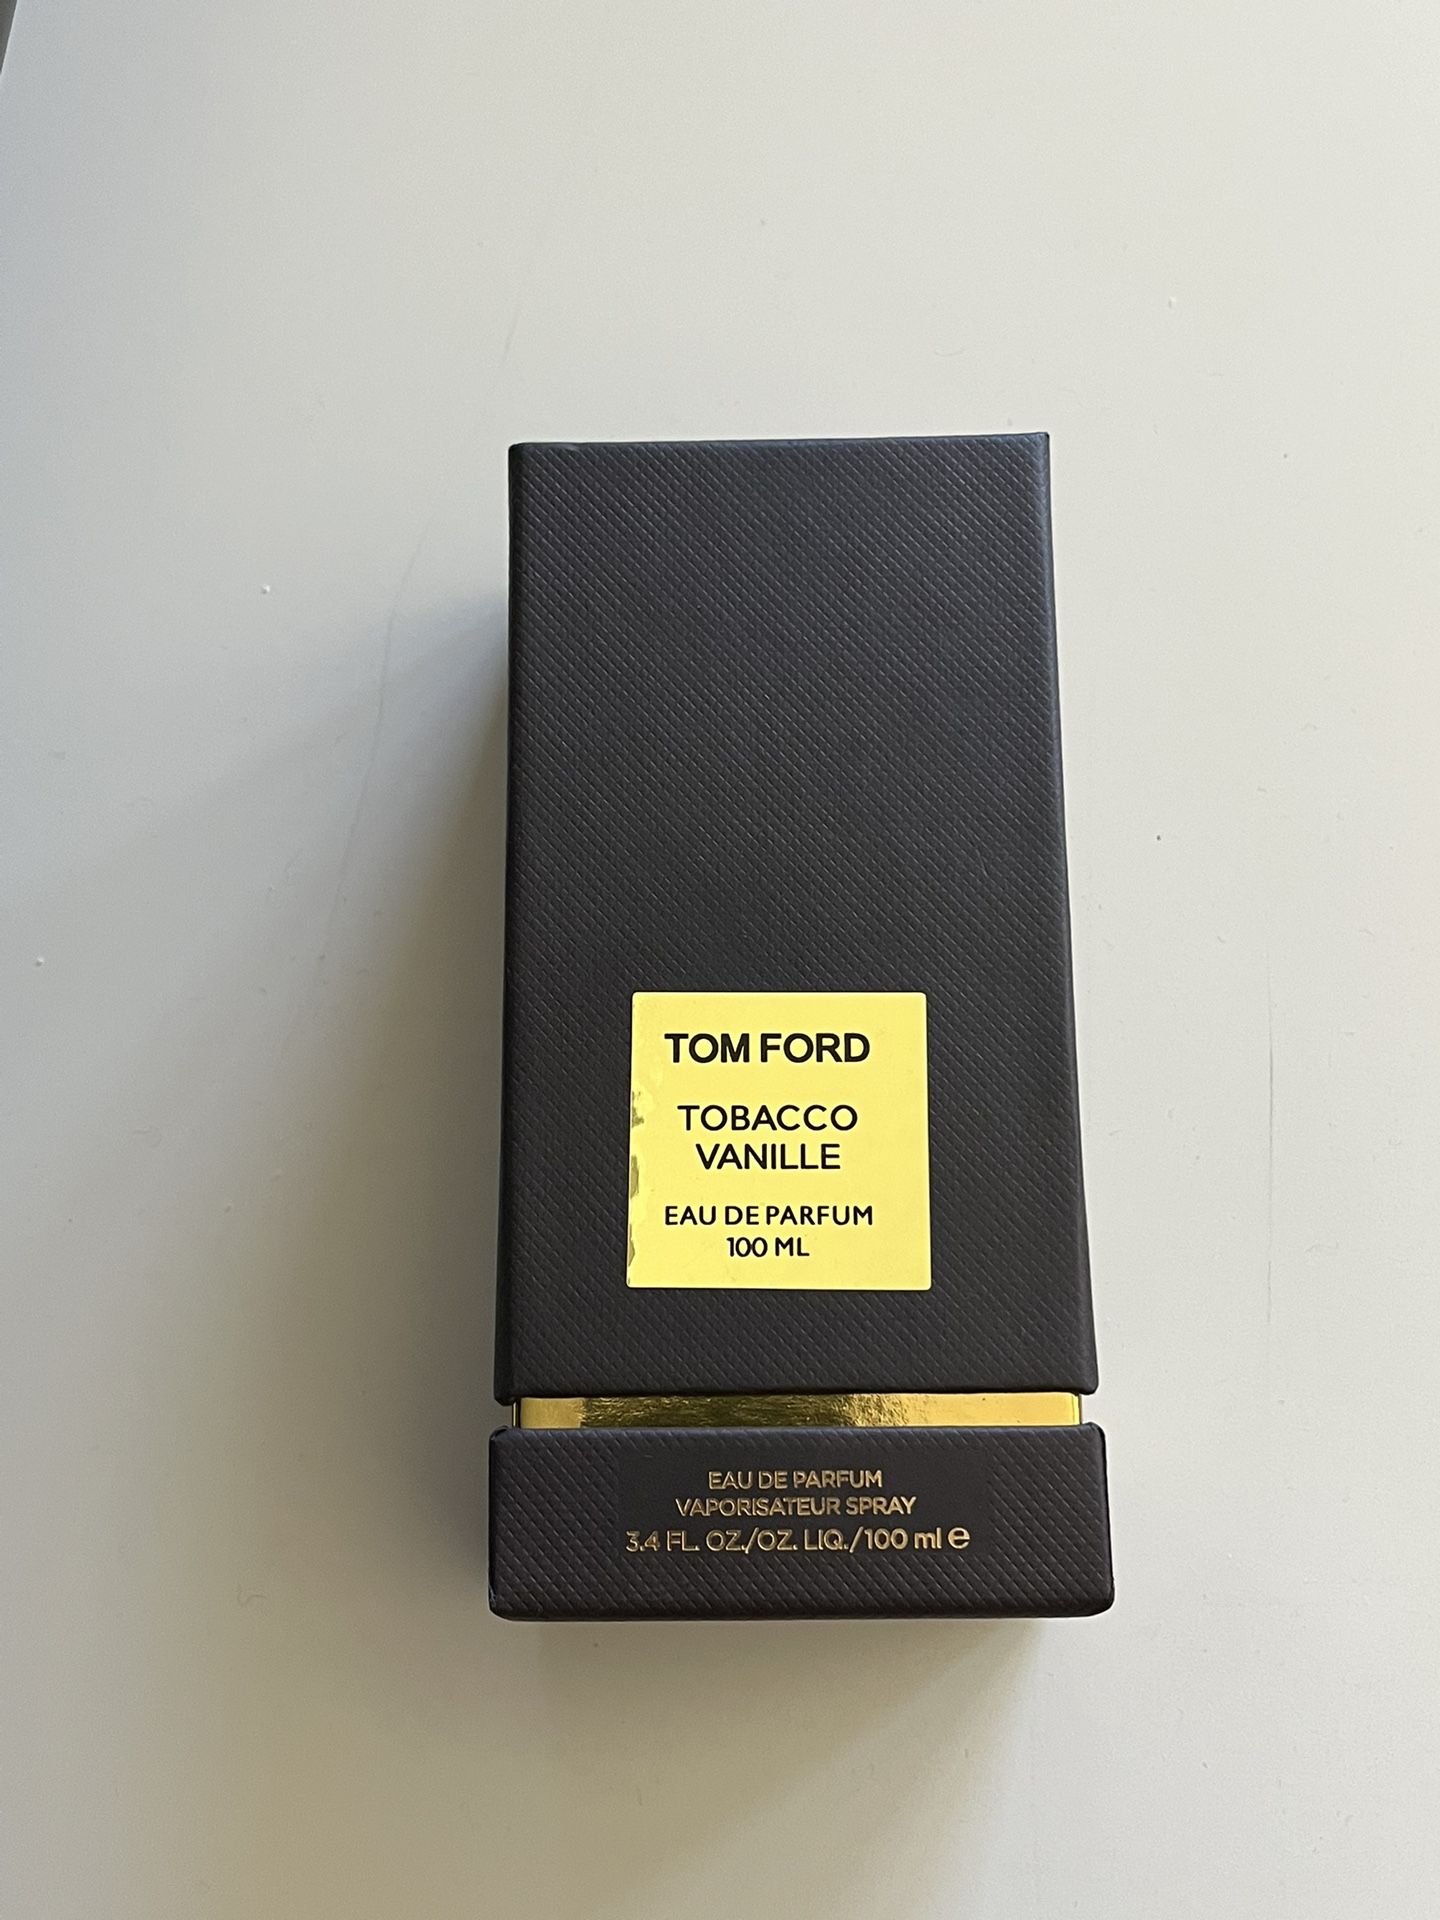 TOM FORD
TOBACCO
VANILLE
EAU DE PARFUM
100 ML
EAU DE PARFUM
VAPORISATEUR SPRAY
3.4 FL. OZ./OZ. LIQ./100 ml ℮